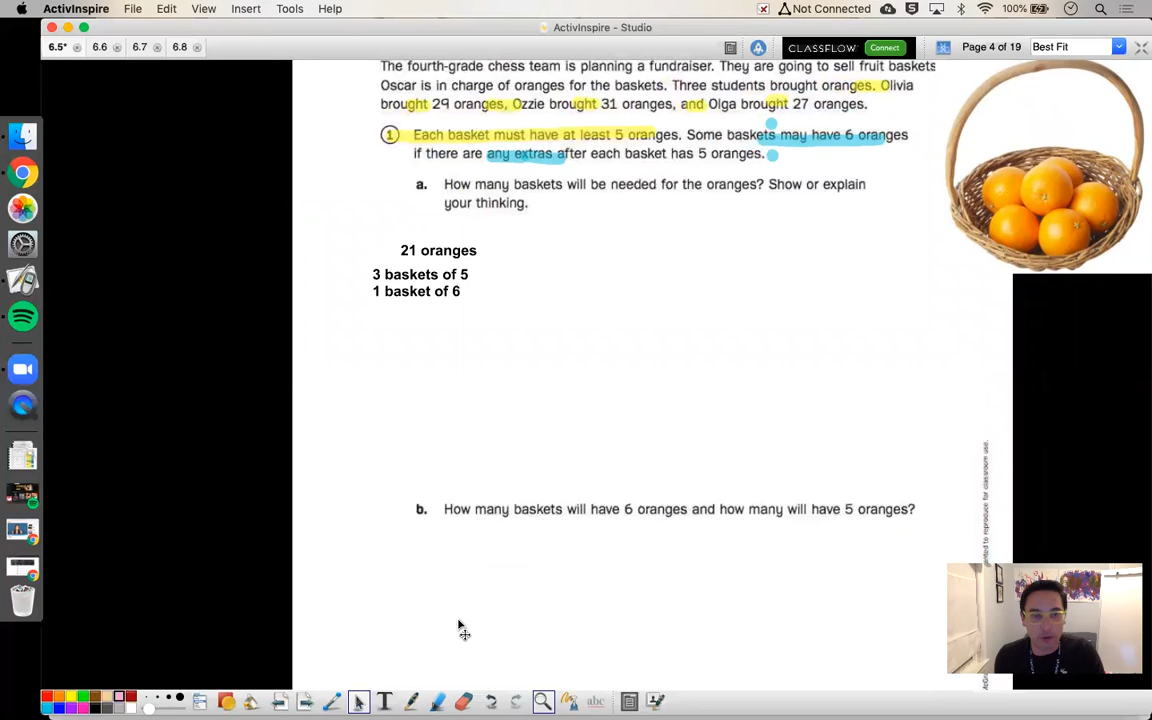 ActivInspire File Edit View Insert Tools Help Not Connected 100%
ActivInspire - Studio
6.5* 6.6 6.7 6.8 CLASSFLOW Connect Page 4 of 19 Best Fit
The fourth-grade chess team is planning a fundraiser. They are going to sell fruit baskets
Oscar is in charge of oranges for the baskets. Three students brought oranges. Olivia
brought 29 oranges, Ozzie brought 31 oranges, and Olga brought 27 oranges.
1 Each basket must have at least 5 oranges. Some baskets may have 6 oranges
if there are any extras after each basket has 5 oranges.
a. How many baskets will be needed for the oranges? Show or explain
your thinking.
21 oranges
3 baskets of 5
1 basket of 6
b. How many baskets will have 6 oranges and how many will have 5 oranges?
to reproduce for classroom use.
abc